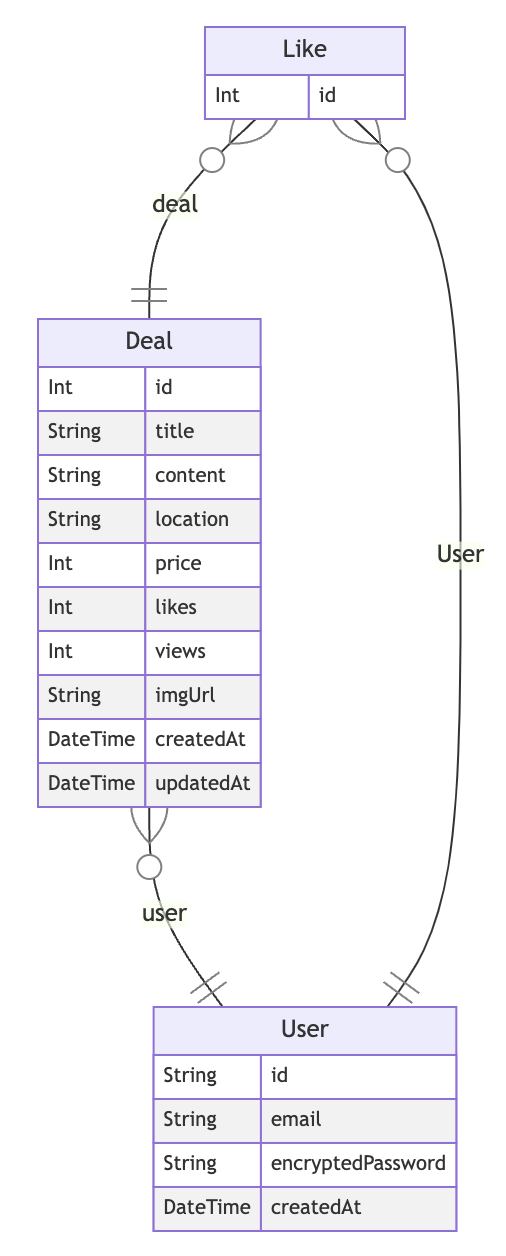 Like
Int id
deal
Deal
Int id
String title
String content
String location
Int price
Int likes
Int views
String imgUrl
DateTime createdAt
DateTime updatedAt
User
user
User
String id
String email
String encryptedPassword
DateTime createdAt